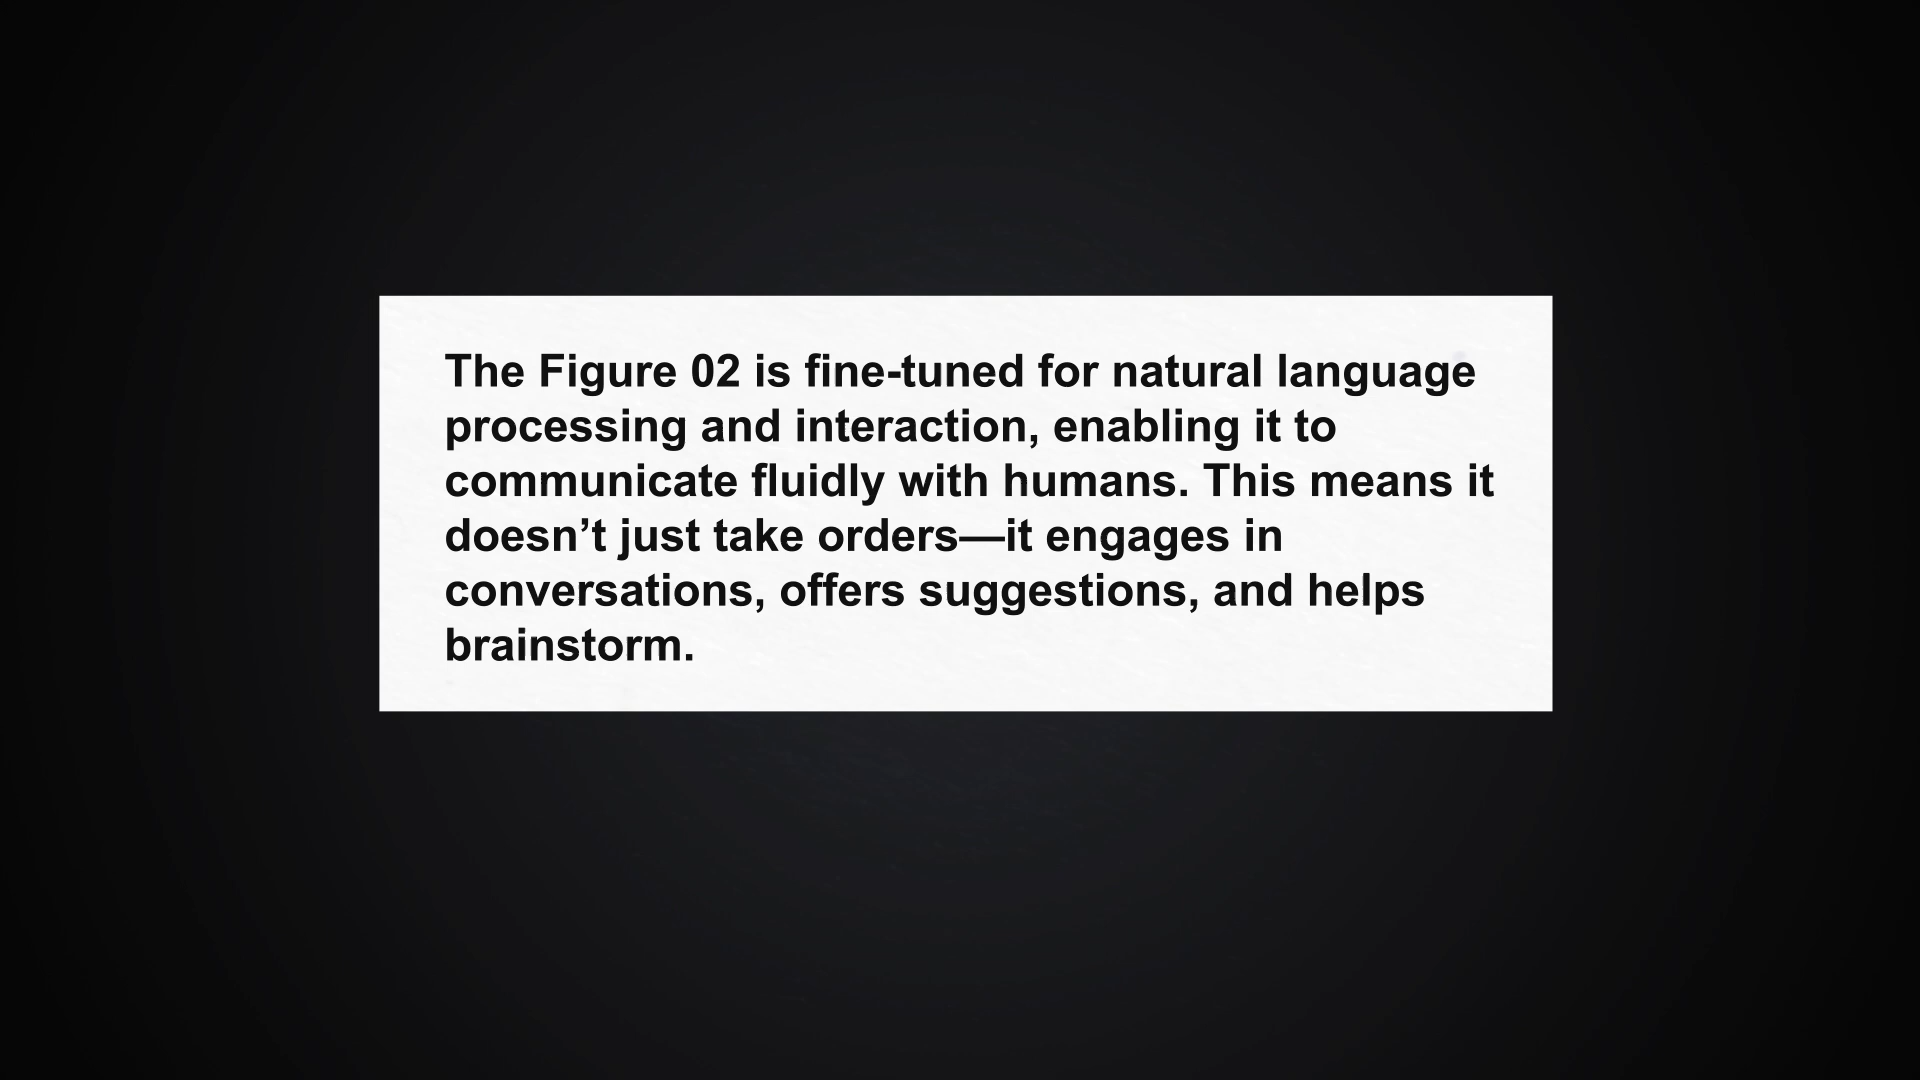 The Figure 02 is fine-tuned for natural language
processing and interaction, enabling it to
communicate fluidly with humans. This means it
doesn’t just take orders—it engages in
conversations, offers suggestions, and helps
brainstorm.